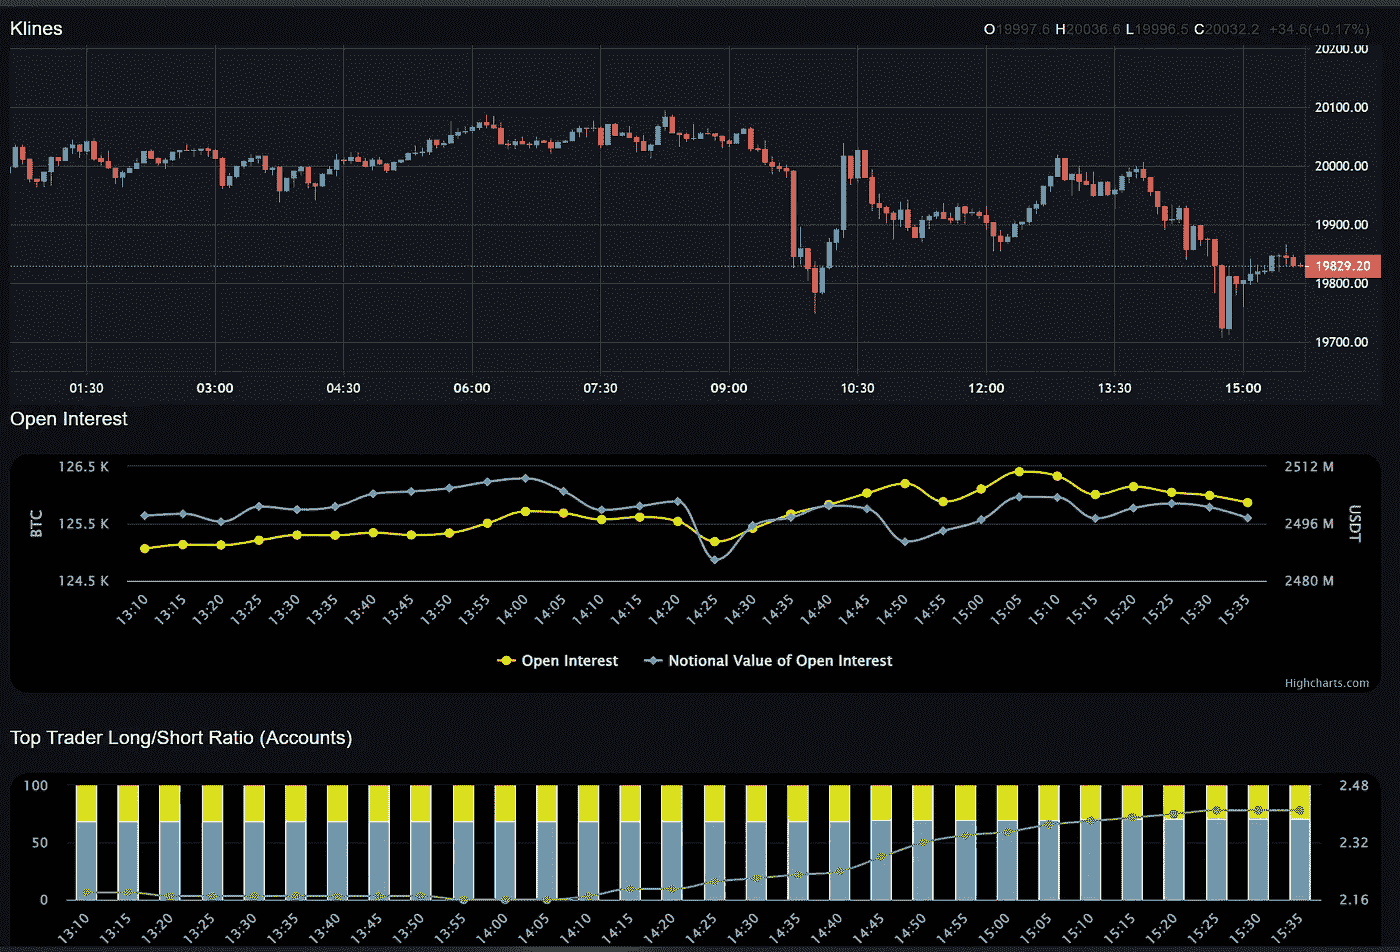 Klines
O19997.6 H20036.6 L19996.5 C20032.2 +34.6(+0.17%)
20200.00
20100.00
20000.00
19900.00
19829.20
19800.00
19700.00
01:30 03:00 04:30 06:00 07:30 09:00 10:30 12:00 13:30 15:00
Open Interest
126.5 K 2512 M
BTC 125.5 K 2496 M USDT
124.5 K 2480 M
13:10 13:15 13:20 13:25 13:30 13:35 13:40 13:45 13:50 13:55 14:00 14:05 14:10 14:15 14:20 14:25 14:30 14:35 14:40 14:45 14:50 14:55 15:00 15:05 15:10 15:15 15:20 15:25 15:30 15:35
Open Interest Notional Value of Open Interest
Highcharts.com
Top Trader Long/Short Ratio (Accounts)
100 2.48
50 2.32
0 2.16
13:10 13:15 13:20 13:25 13:30 13:35 13:40 13:45 13:50 13:55 14:00 14:05 14:10 14:15 14:20 14:25 14:30 14:35 14:40 14:45 14:50 14:55 15:00 15:05 15:10 15:15 15:20 15:25 15:30 15:35